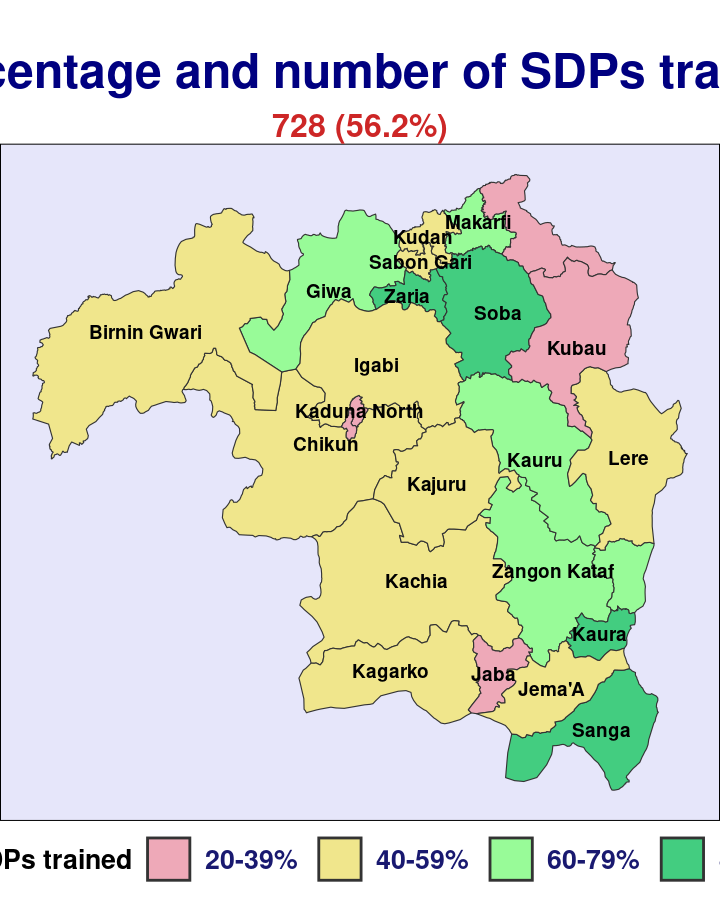 centage and number of SDPs tra
728 (56.2%)
Makarfi
Kudan
Sabon Gari
Giwa
Zaria
Soba
Birnin Gwari
Kubau
Igabi
Kaduna North
Chikun
Kauru
Lere
Kajuru
Zangon Kataf
Kachia
Kaura
Kagarko
Jaba
Jema'A
Sanga
DPs trained 20-39% 40-59% 60-79%